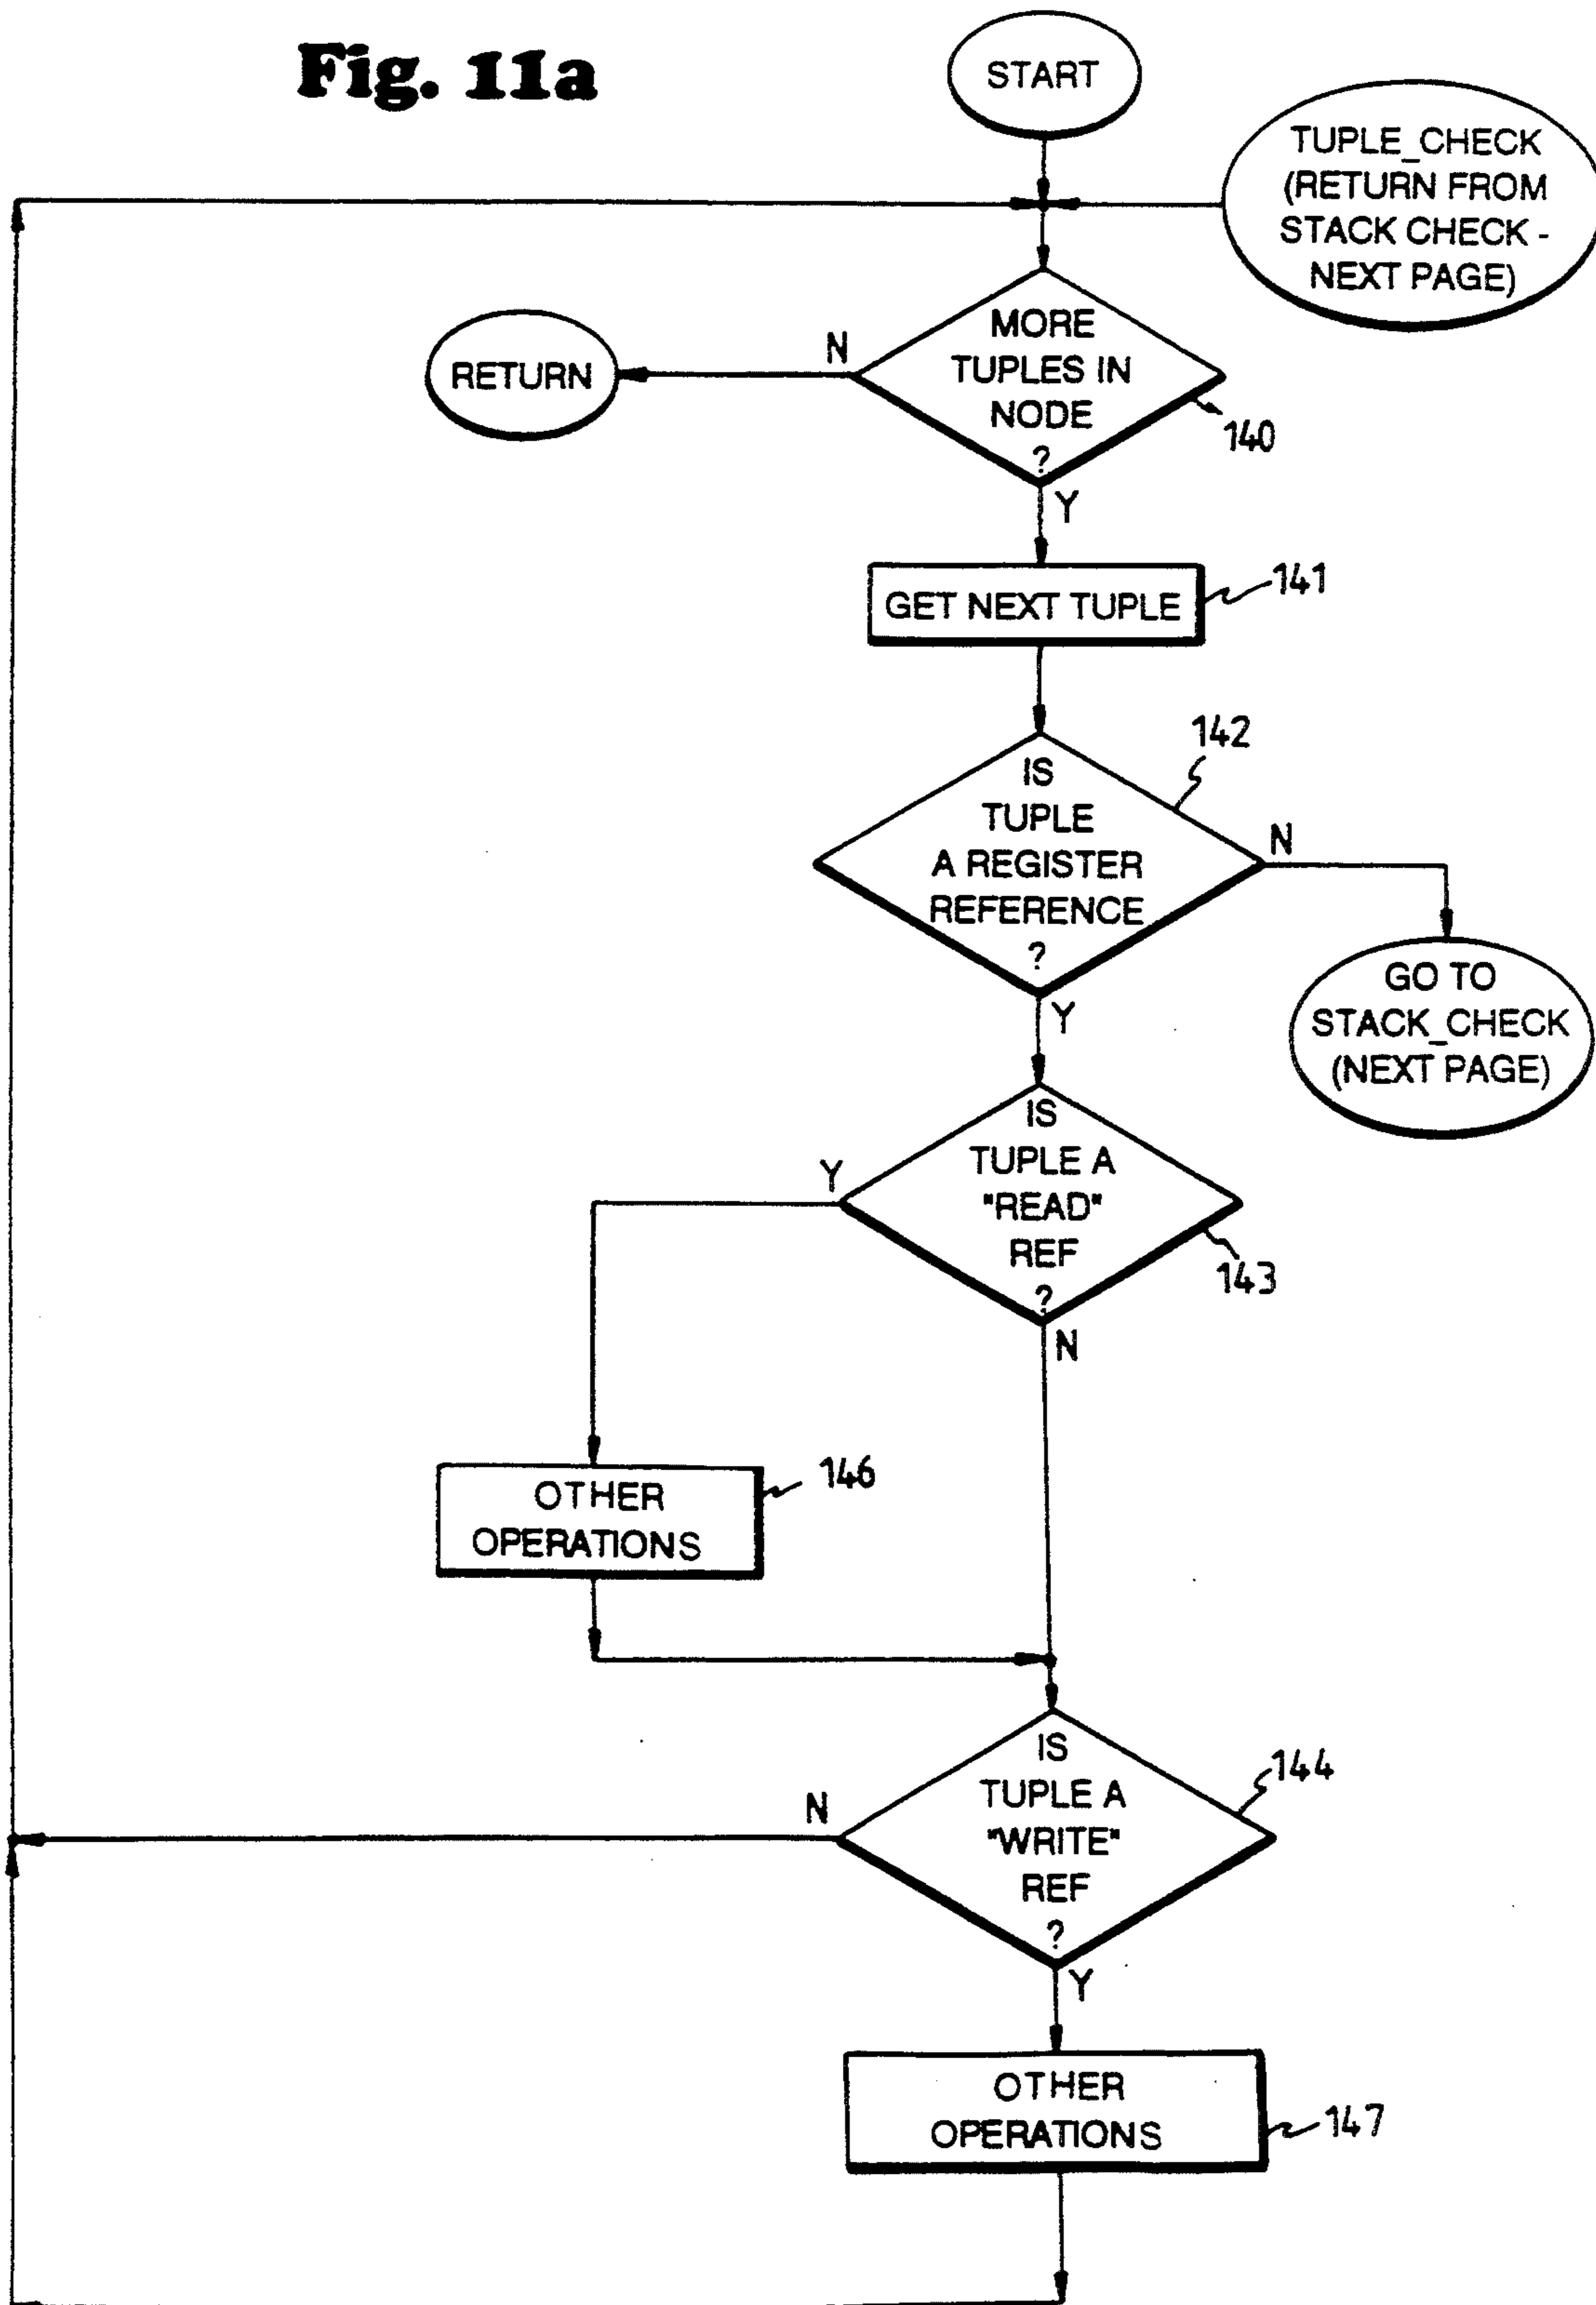 Fig. 11a
START
TUPLE_CHECK
(RETURN FROM
STACK CHECK -
NEXT PAGE)
MORE
TUPLES IN
NODE
?
N
RETURN
140
Y
GET NEXT TUPLE
141
142
IS
TUPLE
A REGISTER
REFERENCE
?
N
Y
GO TO
STACK_CHECK
(NEXT PAGE)
IS
TUPLE A
"READ"
REF
?
Y
143
N
OTHER
OPERATIONS
146
IS
TUPLE A
"WRITE"
REF
?
144
N
Y
OTHER
OPERATIONS
147